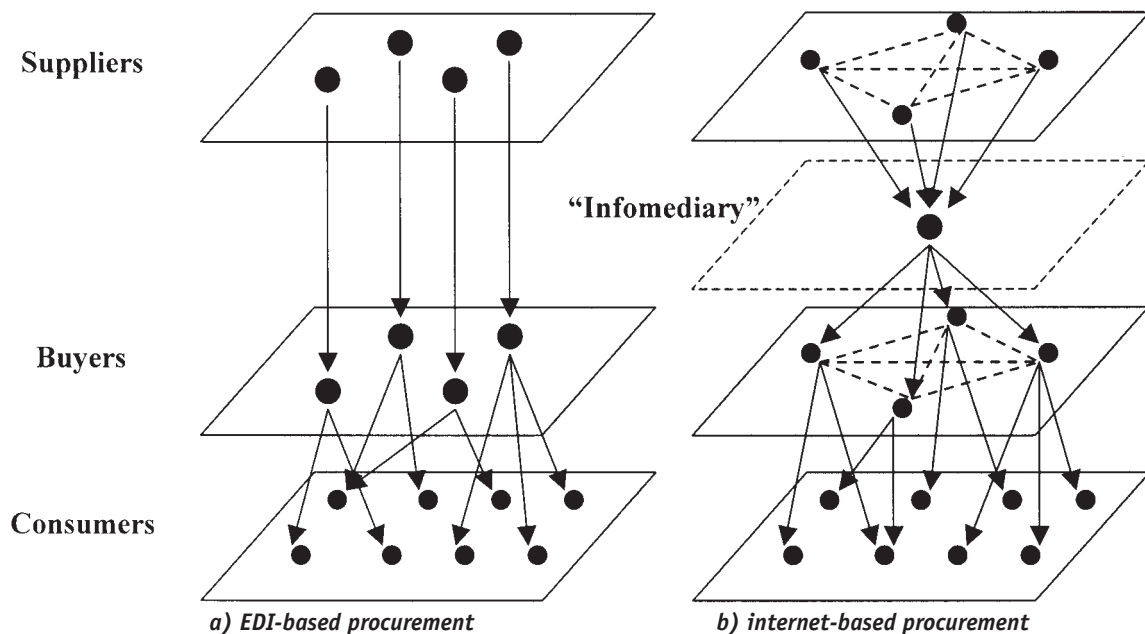 Suppliers
“Infomediary”
Buyers
Consumers
a) EDI-based procurement
b) internet-based procurement